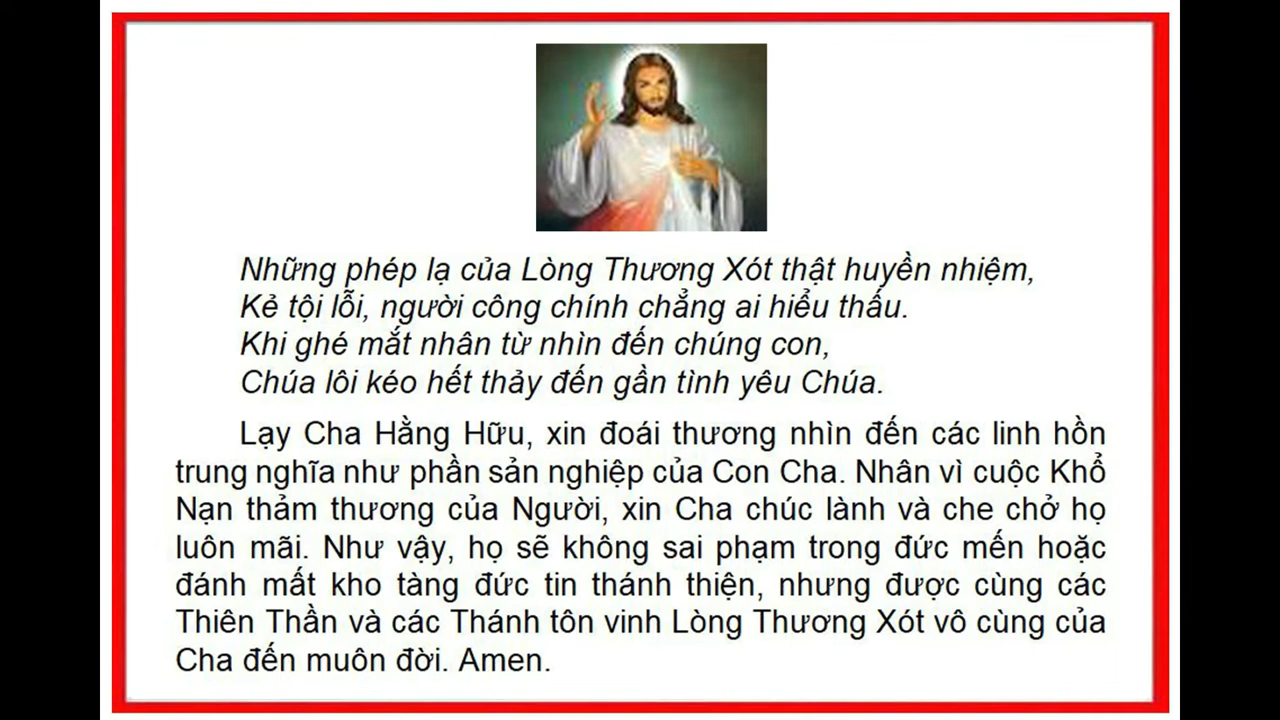 Những phép lạ của Lòng Thương Xót thật huyền nhiệm,
Kẻ tội lỗi, người công chính chẳng ai hiểu thấu.
Khi ghé mắt nhân từ nhìn đến chúng con,
Chúa lôi kéo hết thảy đến gần tình yêu Chúa.
Lạy Cha Hằng Hữu, xin đoái thương nhìn đến các linh hồn
trung nghĩa như phần sản nghiệp của Con Cha. Nhân vì cuộc Khổ
Nạn thảm thương của Người, xin Cha chúc lành và che chở họ
luôn mãi. Như vậy, họ sẽ không sai phạm trong đức mến hoặc
đánh mất kho tàng đức tin thánh thiện, nhưng được cùng các
Thiên Thần và các Thánh tôn vinh Lòng Thương Xót vô cùng của
Cha đến muôn đời. Amen.